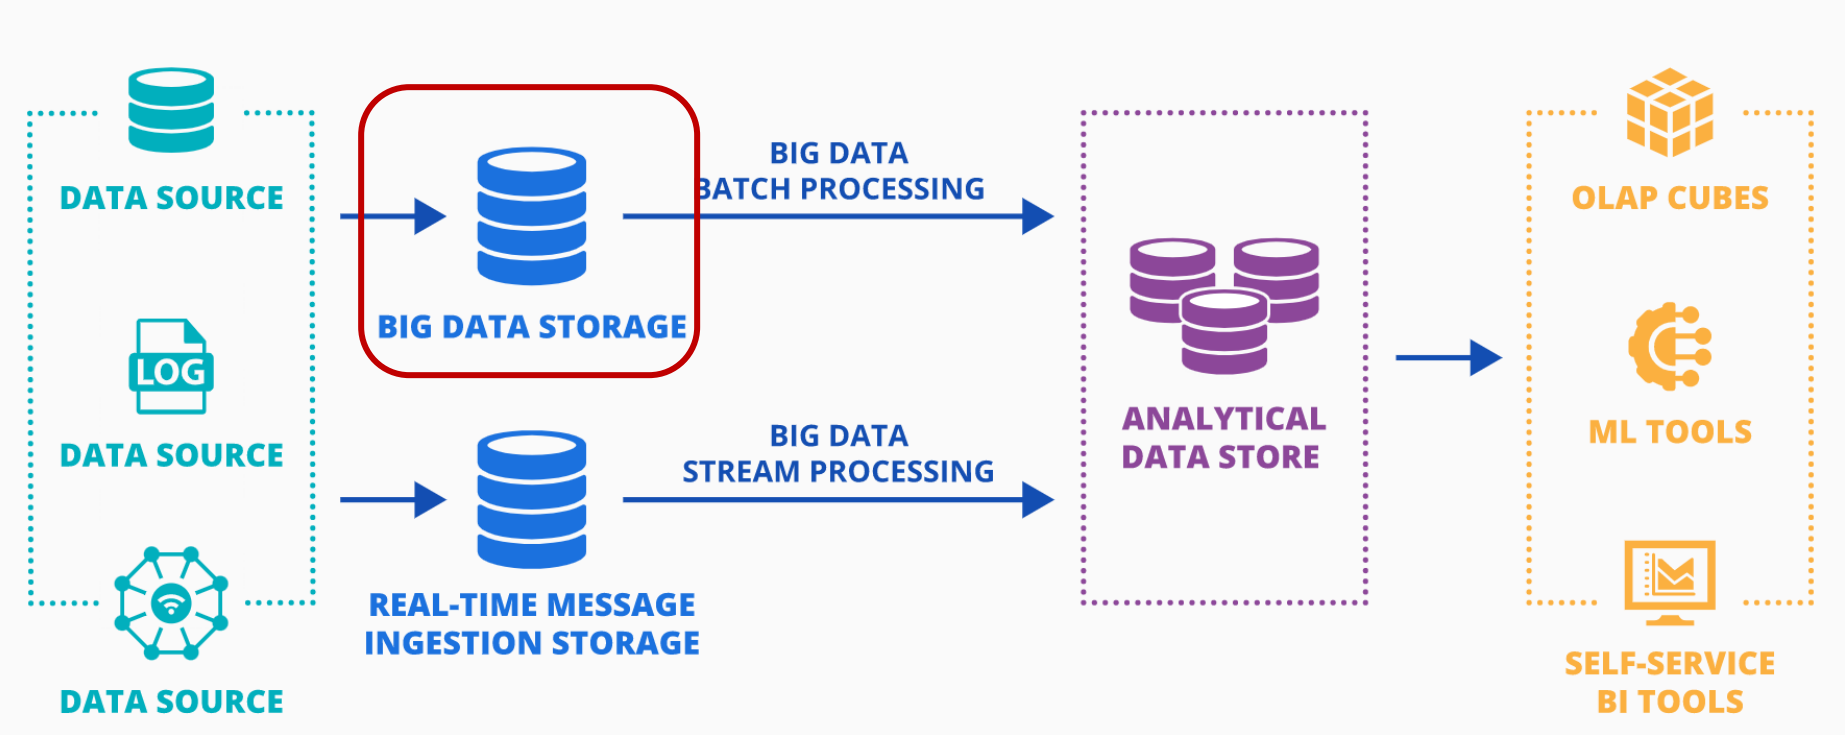 DATA SOURCE
LOG
DATA SOURCE
DATA SOURCE
BIG DATA STORAGE
REAL-TIME MESSAGE
INGESTION STORAGE
BIG DATA
BATCH PROCESSING
BIG DATA
STREAM PROCESSING
ANALYTICAL
DATA STORE
OLAP CUBES
ML TOOLS
SELF-SERVICE
BI TOOLS